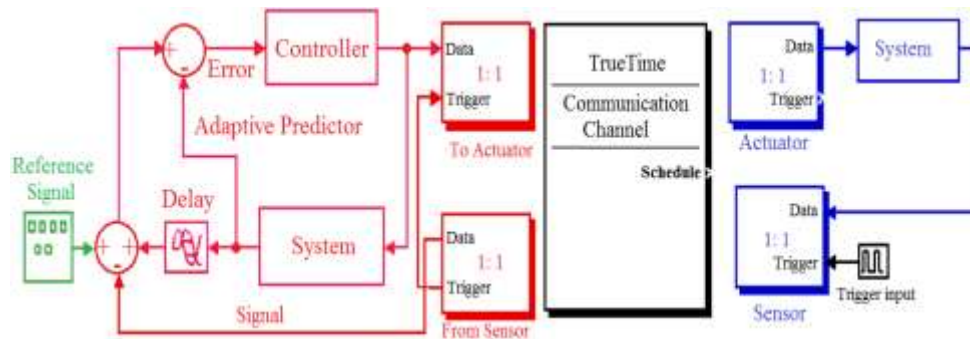 Controller
Error
Adaptive Predictor
Reference
Signal
Delay
System
Signal
Data
1: 1
Trigger
To Actuator
Data
1: 1
Trigger
From Sensor
TrueTime
Communication
Channel
Schedule
Data
1: 1
Trigger
Actuator
System
Data
1: 1
Trigger
Sensor
Trigger input